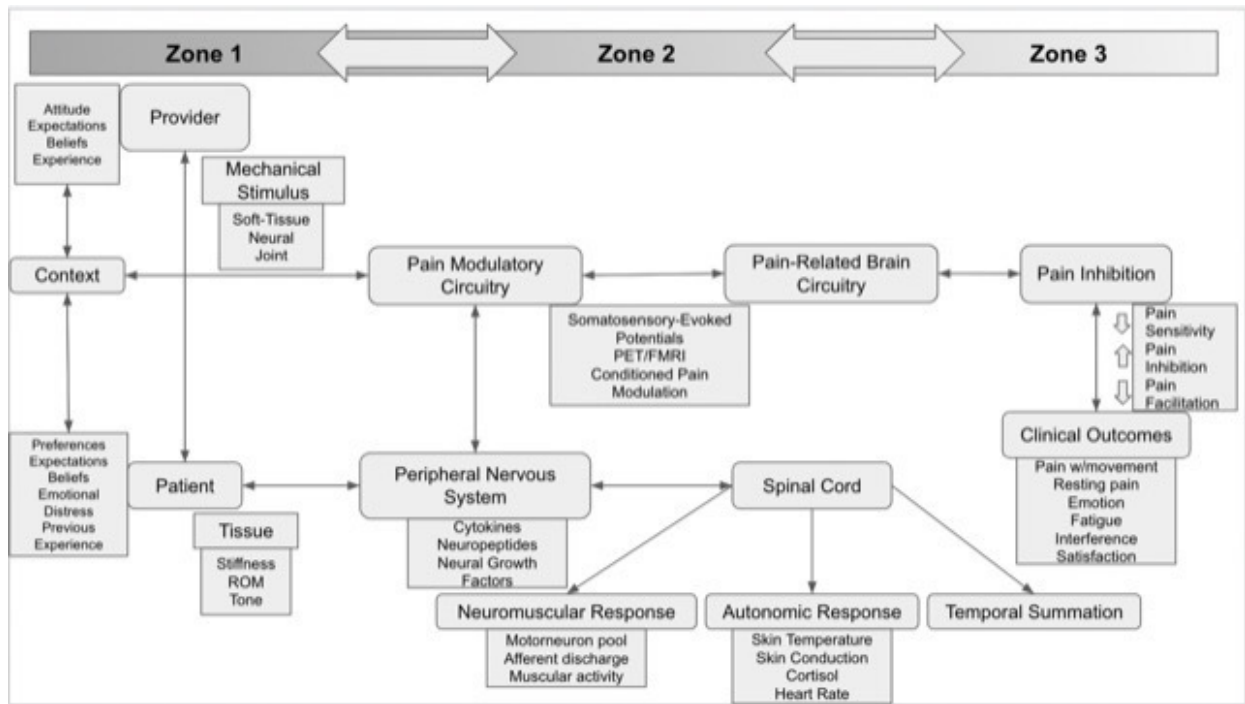 Zone 1
Zone 2
Zone 3
Attitude
Expectations
Beliefs
Experience
Provider
Mechanical
Stimulus
Soft-Tissue
Neural
Joint
Context
Pain Modulatory
Circuitry
Pain-Related Brain
Circuitry
Pain Inhibition
Somatosensory-Evoked
Potentials
PET/FMRI
Conditioned Pain
Modulation
Pain
Sensitivity
Pain
Inhibition
Pain
Facilitation
Preferences
Expectations
Beliefs
Emotional
Distress
Previous
Experience
Patient
Tissue
Stiffness
ROM
Tone
Peripheral Nervous
System
Cytokines
Neuropeptides
Neural Growth
Factors
Spinal Cord
Clinical Outcomes
Pain w/movement
Resting pain
Emotion
Fatigue
Interference
Satisfaction
Neuromuscular Response
Motorneuron pool
Afferent discharge
Muscular activity
Autonomic Response
Skin Temperature
Skin Conduction
Cortisol
Heart Rate
Temporal Summation